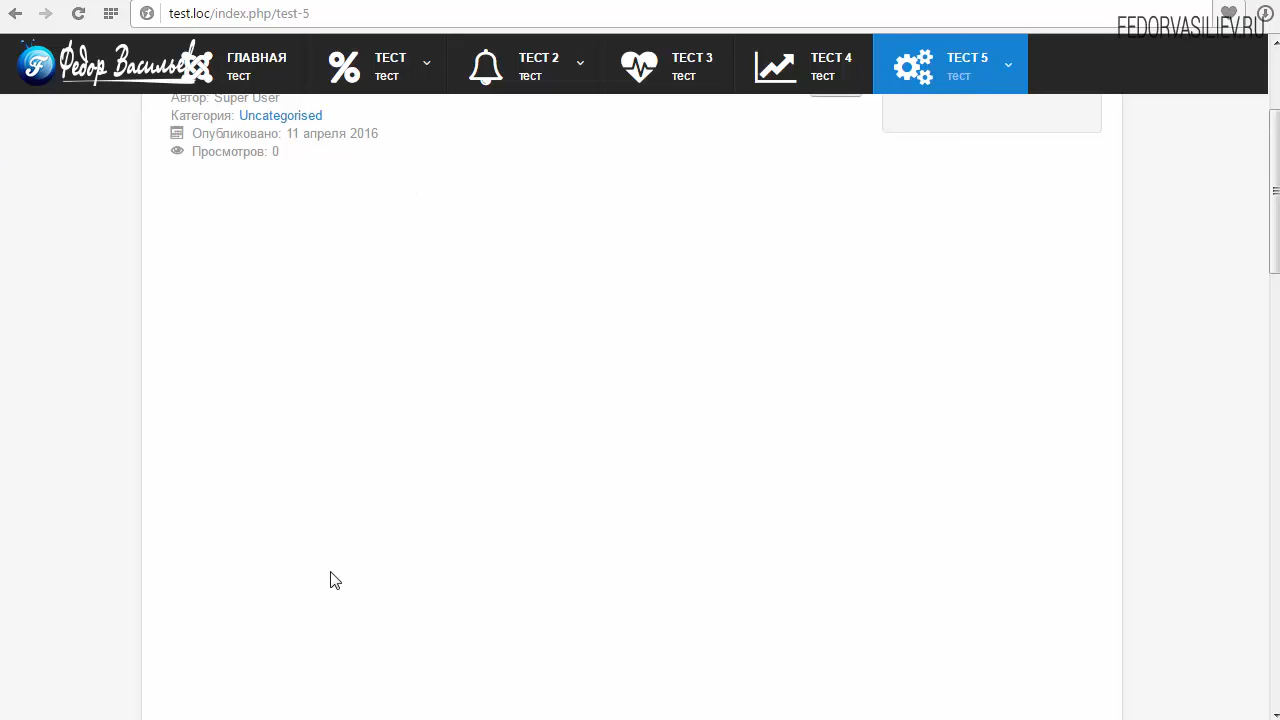 test.loc/index.php/test-5
FEDORVASILIEV.RU
Федор Васильев
ГЛАВНАЯ
тест
ТЕСТ
тест
ТЕСТ 2
тест
ТЕСТ 3
тест
ТЕСТ 4
тест
ТЕСТ 5
тест
Автор: Super User
Категория: Uncategorised
Опубликовано: 11 апреля 2016
Просмотров: 0